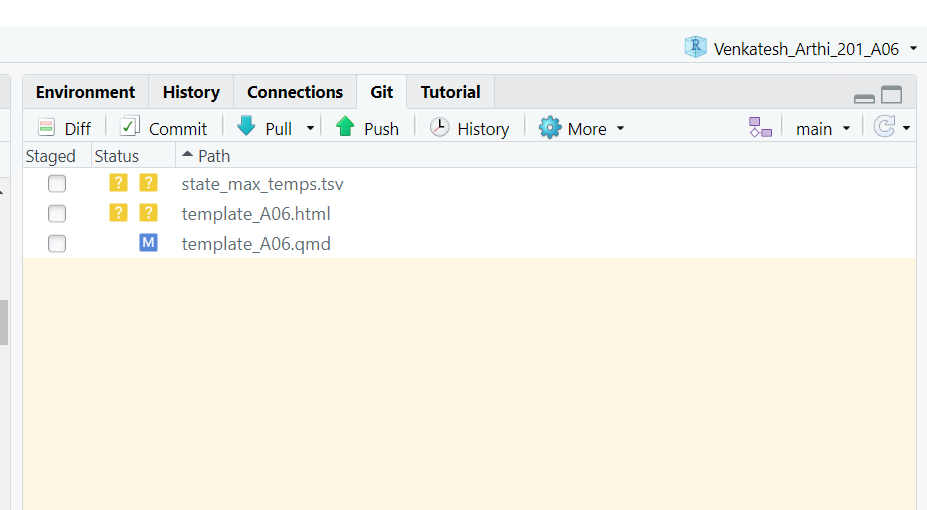 Venkatesh_Arthi_201_A06
Environment History Connections Git Tutorial
Diff Commit Pull Push History More main
Staged Status Path
? ? state_max_temps.tsv
? ? template_A06.html
M template_A06.qmd